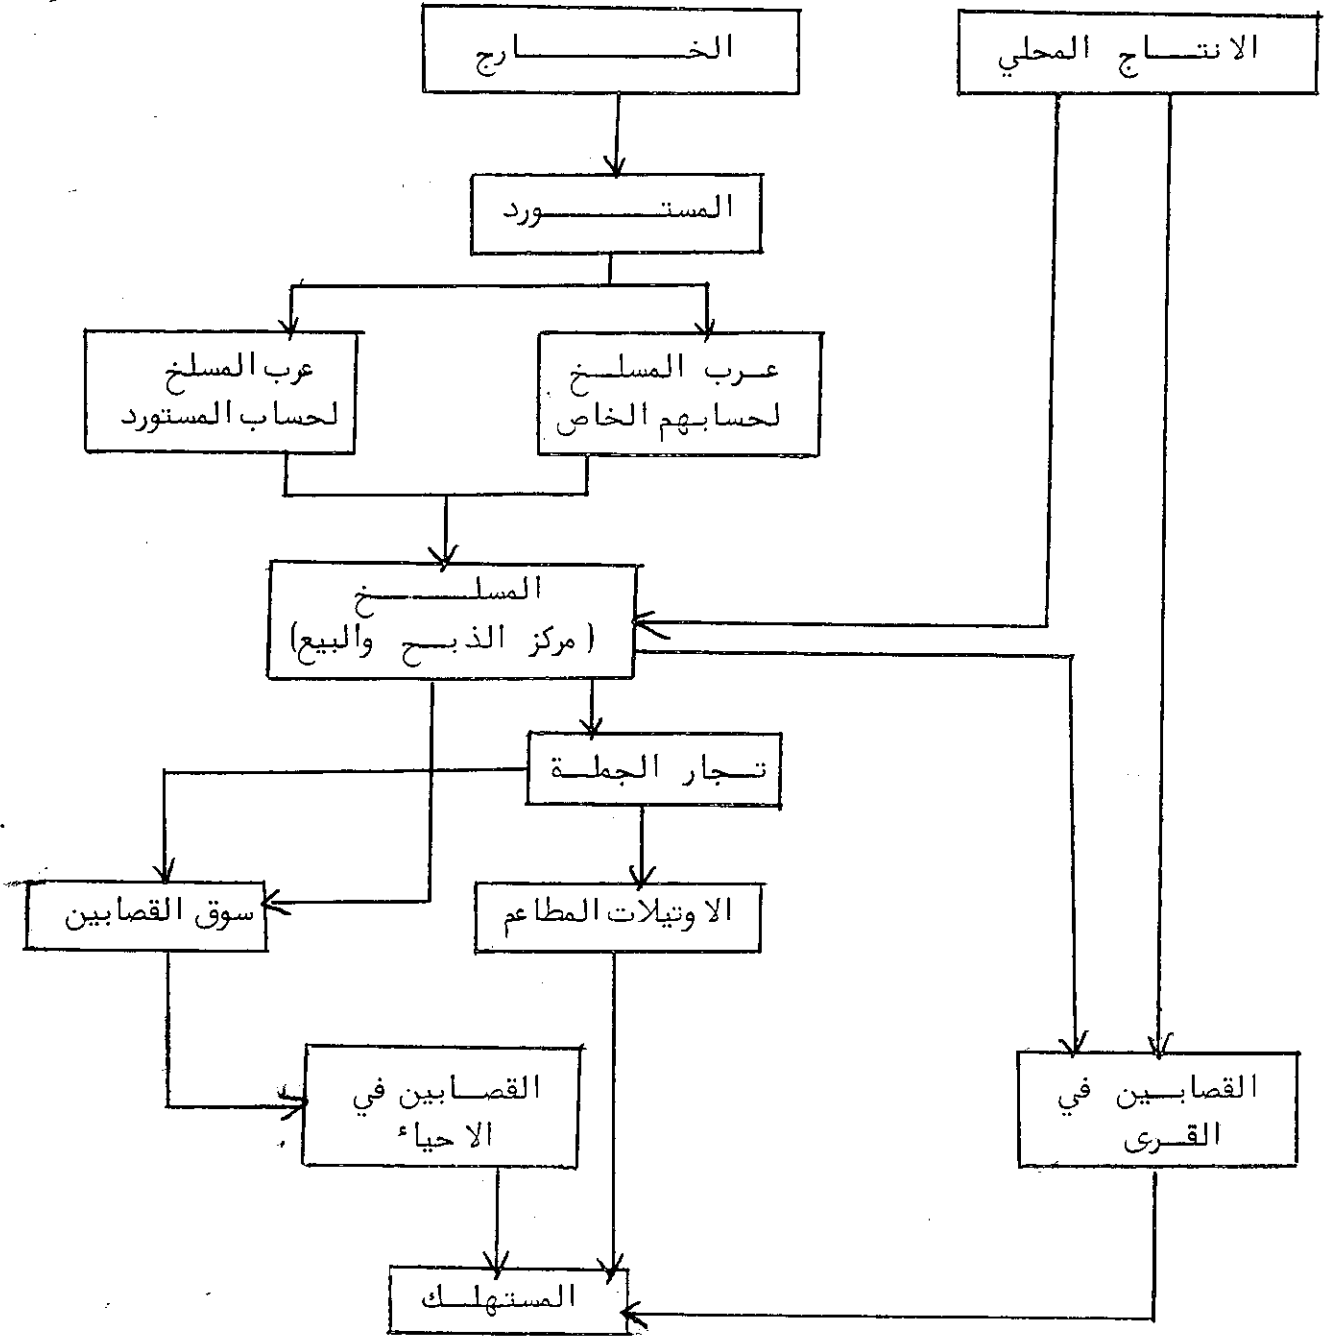 الانتاج المحلي
الخارج
المستورد
عرب المسلخ
لحسابهم الخاص
عرب المسلخ
لحساب المستورد
المسلخ
(مركز الذبح والبيع)
تجار الجملة
الاوتيلات المطاعم
سوق القصابين
القصابين في
القرى
القصابين في
الاحياء
المستهلك